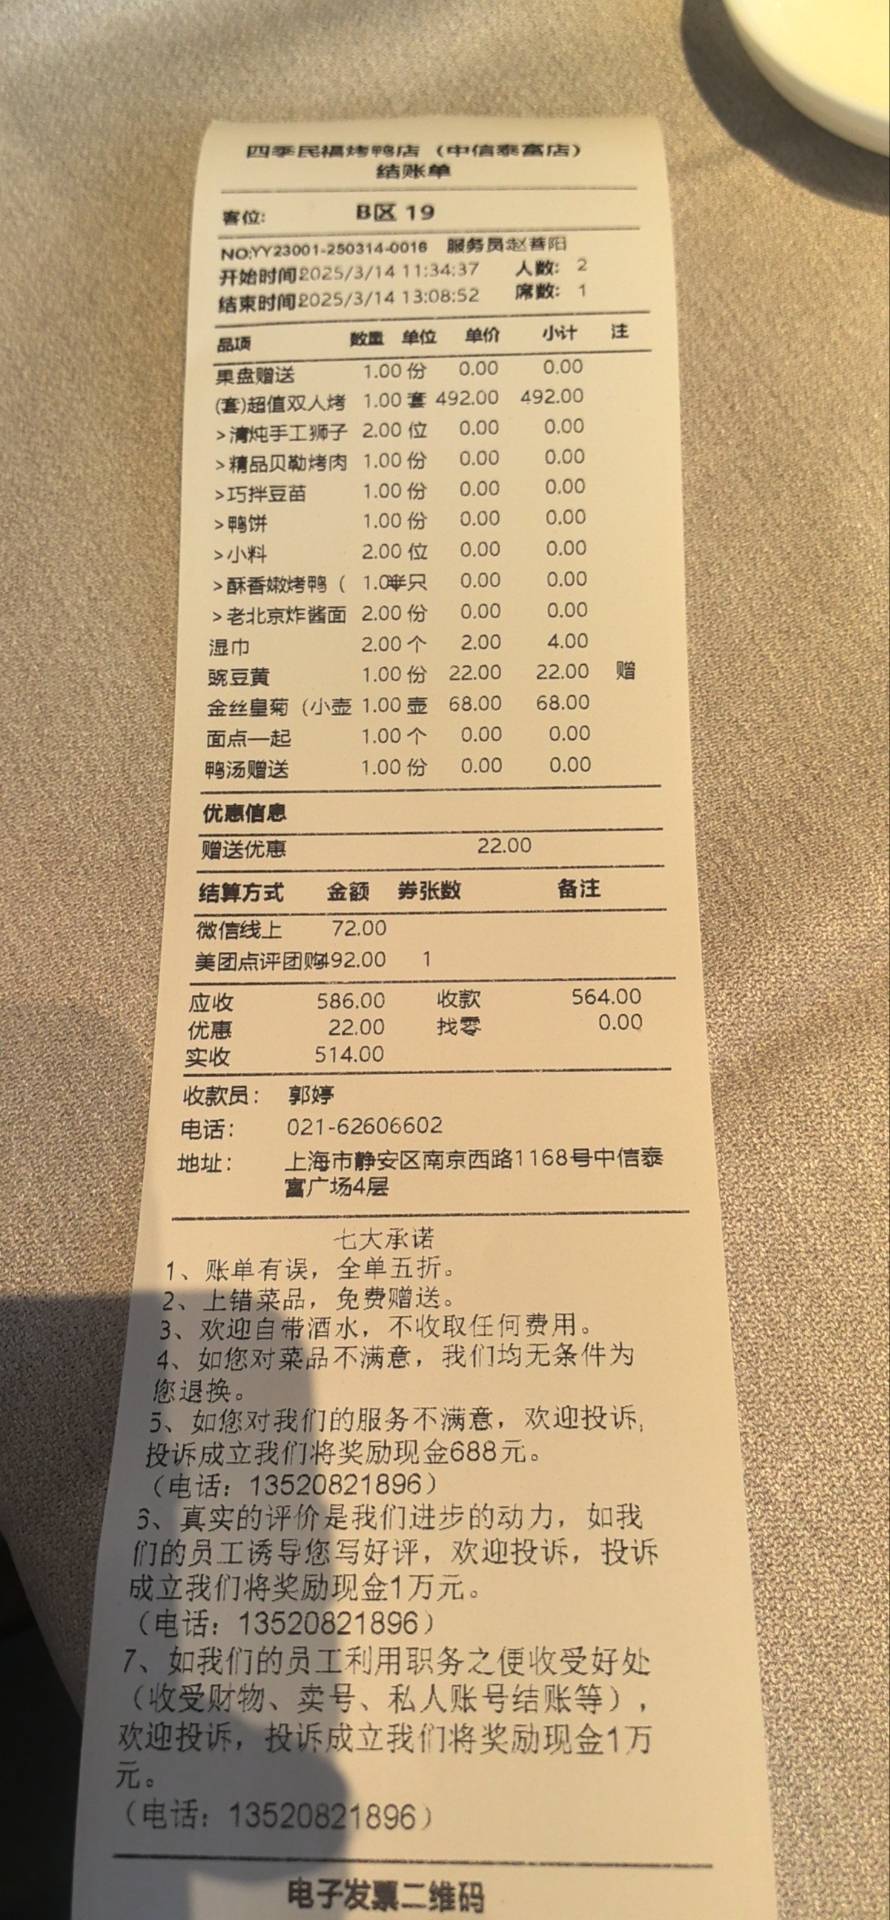 四季民福烤鸭店（中信泰富店）
结账单
客位: B区 19
NO:YY23001-250314-0016 服务员:赵善阳
开始时间2025/3/14 11:34:37 人数: 2
结束时间2025/3/14 13:08:52 席数: 1
品项 数量 单位 单价 小计 注
果盘赠送 1.00 份 0.00 0.00
(套)超值双人烤 1.00 套 492.00 492.00
>清炖手工狮子 2.00 位 0.00 0.00
>精品贝勒烤肉 1.00 份 0.00 0.00
>巧拌豆苗 1.00 份 0.00 0.00
>鸭饼 1.00 份 0.00 0.00
>小料 2.00 位 0.00 0.00
>酥香嫩烤鸭（ 1.0半只 0.00 0.00
>老北京炸酱面 2.00 份 0.00 0.00
湿巾 2.00 个 2.00 4.00
豌豆黄 1.00 份 22.00 22.00 赠
金丝皇菊（小壶 1.00 壶 68.00 68.00
面点一起 1.00 个 0.00 0.00
鸭汤赠送 1.00 份 0.00 0.00
优惠信息
赠送优惠 22.00
结算方式 金额 券张数 备注
微信线上 72.00
美团点评团购492.00 1
应收 586.00 收款 564.00
优惠 22.00 找零 0.00
实收 514.00
收款员: 郭婷
电话: 021-62606602
地址: 上海市静安区南京西路1168号中信泰
富广场4层
七大承诺
1、账单有误，全单五折。
2、上错菜品，免费赠送。
3、欢迎自带酒水，不收取任何费用。
4、如您对菜品不满意，我们均无条件为
您退换。
5、如您对我们的服务不满意，欢迎投诉,
投诉成立我们将奖励现金688元。
（电话：13520821896）
6、真实的评价是我们进步的动力，如我
们的员工诱导您写好评，欢迎投诉，投诉
成立我们将奖励现金1万元。
（电话：13520821896）
7、如我们的员工利用职务之便收受好处
（收受财物、卖号、私人账号结账等），
欢迎投诉，投诉成立我们将奖励现金1万
元。
（电话：13520821896）
电子发票二维码